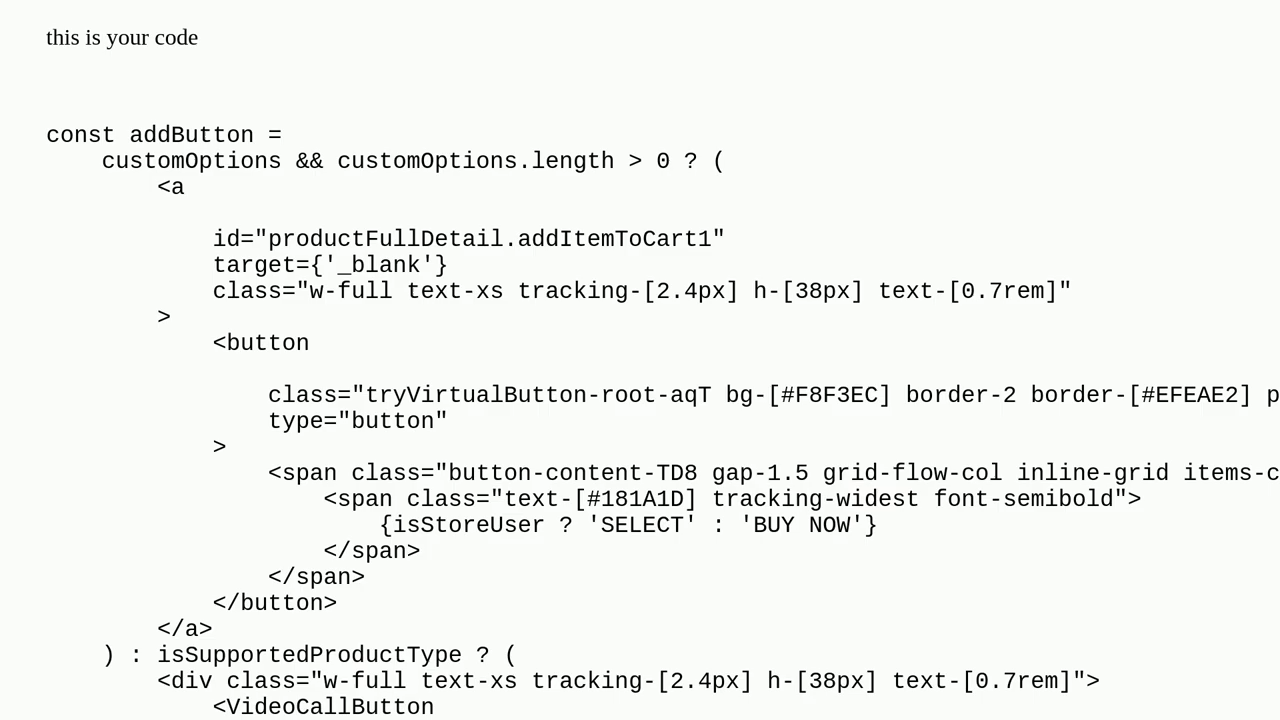 this is your code
const addButton =
customOptions && customOptions.length > 0 ? (
<a
id="productFullDetail.addItemToCart1"
target={'_blank'}
class="w-full text-xs tracking-[2.4px] h-[38px] text-[0.7rem]"
>
<button
class="tryVirtualButton-root-aqT bg-[#F8F3EC] border-2 border-[#EFEAE2] p
type="button"
>
<span class="button-content-TD8 gap-1.5 grid-flow-col inline-grid items-c
<span class="text-[#181A1D] tracking-widest font-semibold">
{isStoreUser ? 'SELECT' : 'BUY NOW'}
</span>
</span>
</button>
</a>
) : isSupportedProductType ? (
<div class="w-full text-xs tracking-[2.4px] h-[38px] text-[0.7rem]">
<VideoCallButton